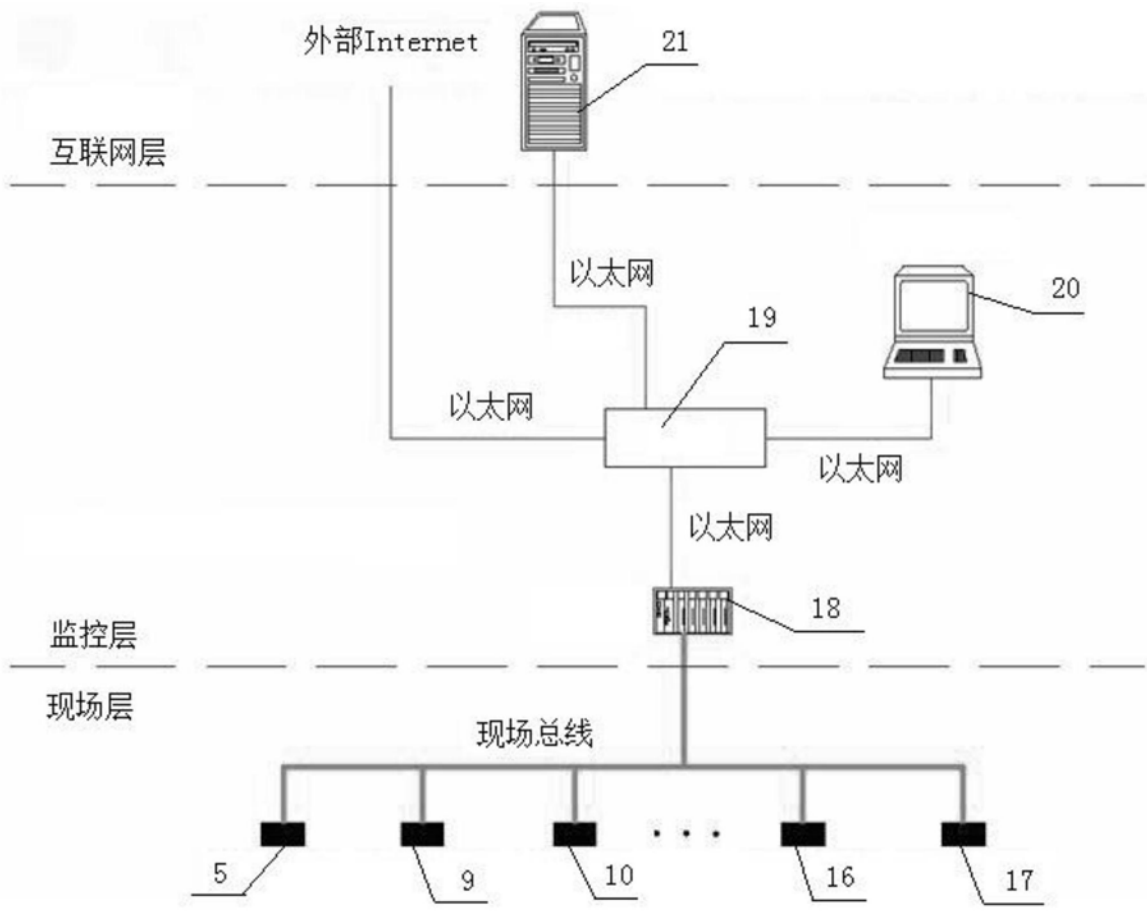 外部Internet
21
互联网层
以太网
20
19
以太网
以太网
以太网
18
监控层
现场层
现场总线
5
9
10
16
17